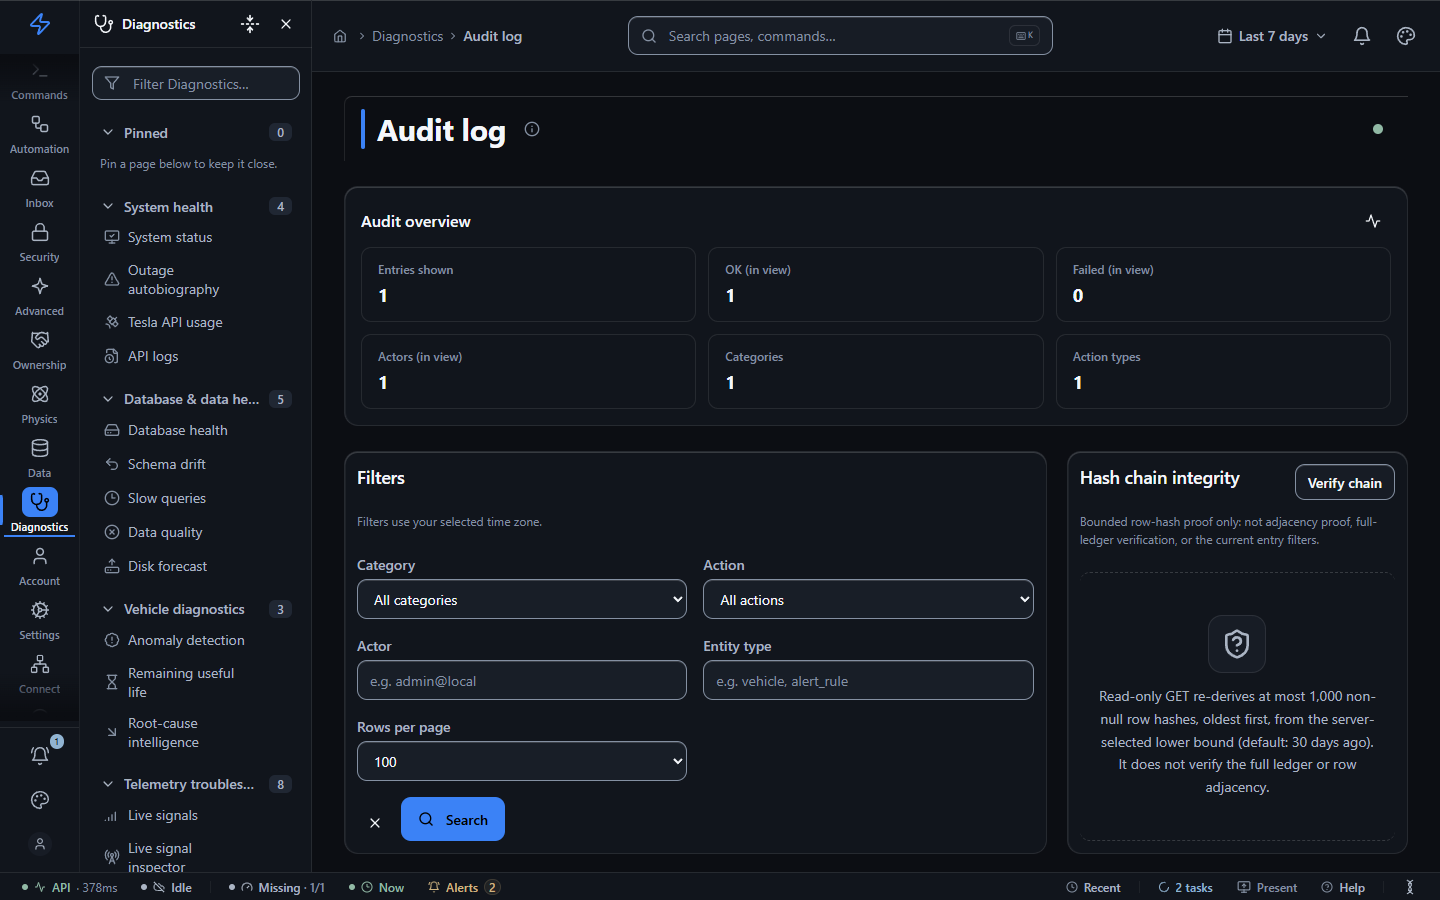 Diagnostics
Diagnostics
Audit log
Search pages, commands...
K
Last 7 days
Commands
Automation
Inbox
Security
Advanced
Ownership
Physics
Data
Diagnostics
Account
Settings
Connect
1
Filter Diagnostics...
Pinned
0
Pin a page below to keep it close.
System health
4
System status
Outage
autobiography
Tesla API usage
API logs
Database & data he...
5
Database health
Schema drift
Slow queries
Data quality
Disk forecast
Vehicle diagnostics
3
Anomaly detection
Remaining useful
life
Root-cause
intelligence
Telemetry troubles...
8
Live signals
Live signal
inspector
Audit log
Audit overview
Entries shown
1
OK (in view)
1
Failed (in view)
0
Actors (in view)
1
Categories
1
Action types
1
Filters
Filters use your selected time zone.
Category
All categories
Action
All actions
Actor
e.g. admin@local
Entity type
e.g. vehicle, alert_rule
Rows per page
100
Search
Hash chain integrity
Verify chain
Bounded row-hash proof only: not adjacency proof, full-
ledger verification, or the current entry filters.
Read-only GET re-derives at most 1,000 non-
null row hashes, oldest first, from the server-
selected lower bound (default: 30 days ago).
It does not verify the full ledger or row
adjacency.
API · 378ms
Idle
Missing · 1/1
Now
Alerts 2
Recent
2 tasks
Present
Help